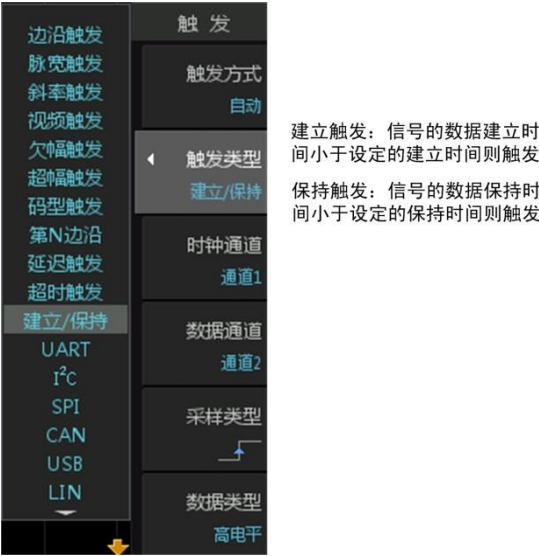 边沿触发
脉宽触发
斜率触发
视频触发
欠幅触发
超幅触发
码型触发
第N边沿
延迟触发
超时触发
建立/保持
UART
I²C
SPI
CAN
USB
LIN
触 发
触发方式
自动
触发类型
建立/保持
时钟通道
通道1
数据通道
通道2
采样类型
数据类型
高电平
建立触发：信号的数据建立时
间小于设定的建立时间则触发
保持触发：信号的数据保持时
间小于设定的保持时间则触发